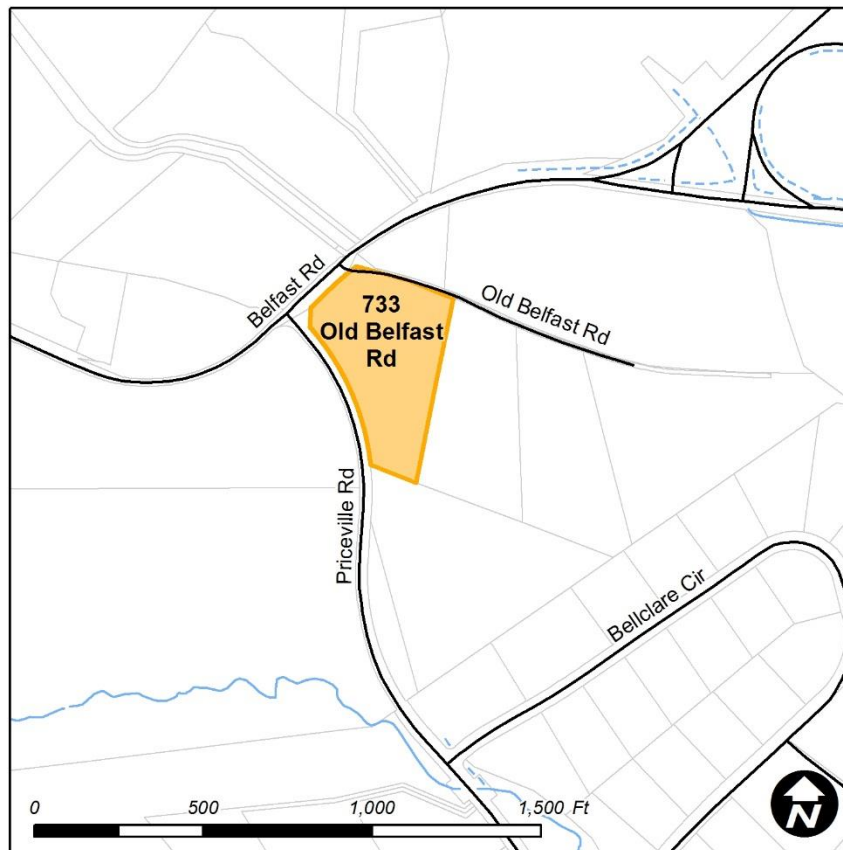 Belfast Rd
733
Old Belfast
Rd
Old Belfast Rd
Priceville Rd
Bellclare Cir
0 500 1,000 1,500 Ft
N